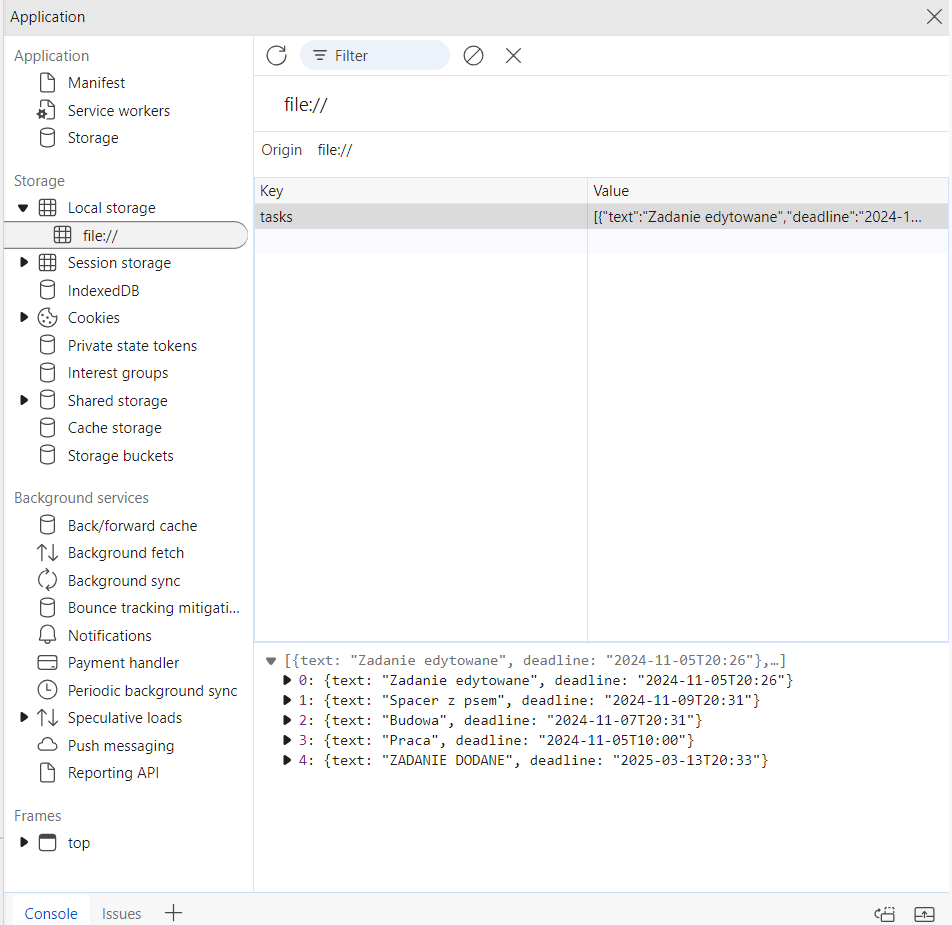 Application
Application
Manifest
Service workers
Storage
Storage
Local storage
file://
Session storage
IndexedDB
Cookies
Private state tokens
Interest groups
Shared storage
Cache storage
Storage buckets
Background services
Back/forward cache
Background fetch
Background sync
Bounce tracking mitigati...
Notifications
Payment handler
Periodic background sync
Speculative loads
Push messaging
Reporting API
Frames
top
Filter
file://
Origin file://
Key Value
tasks [{"text":"Zadanie edytowane","deadline":"2024-1...
[{text: "Zadanie edytowane", deadline: "2024-11-05T20:26"},…]
0: {text: "Zadanie edytowane", deadline: "2024-11-05T20:26"}
1: {text: "Spacer z psem", deadline: "2024-11-09T20:31"}
2: {text: "Budowa", deadline: "2024-11-07T20:31"}
3: {text: "Praca", deadline: "2024-11-05T10:00"}
4: {text: "ZADANIE DODANE", deadline: "2025-03-13T20:33"}
Console Issues